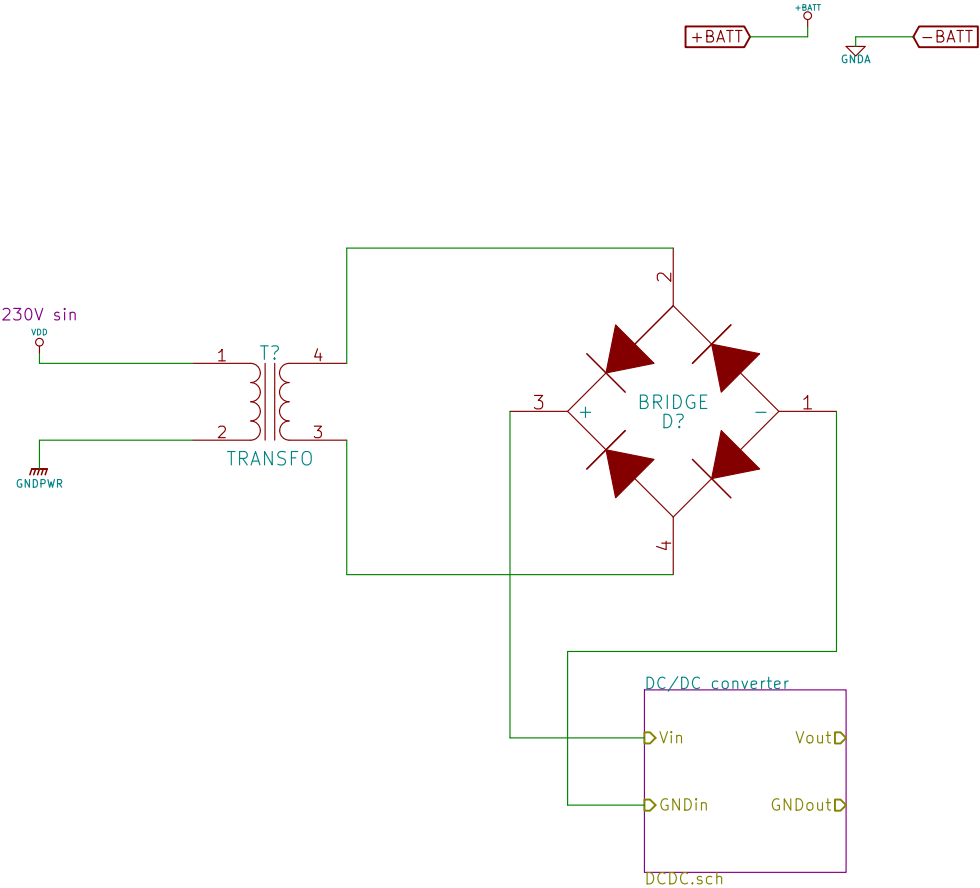 +BATT
+BATT
-BATT
GNDA
230V sin
VDD
1
T?
4
2
3
TRANSFO
GNDPWR
2
3
+
BRIDGE
D?
-
1
4
DC/DC converter
Vin
Vout
GNDin
GNDout
DCDC.sch